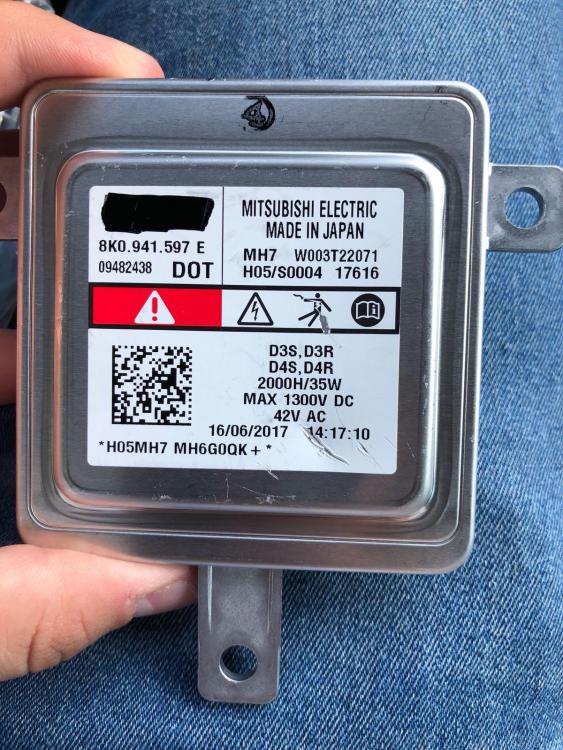 8K0.941.597 E
09482438 DOT
MITSUBISHI ELECTRIC
MADE IN JAPAN
MH7 W003T22071
H05/S0004 17616
D3S, D3R
D4S, D4R
2000H/35W
MAX 1300V DC
42V AC
16/06/2017 14:17:10
*H05MH7 MH6G0QK+*